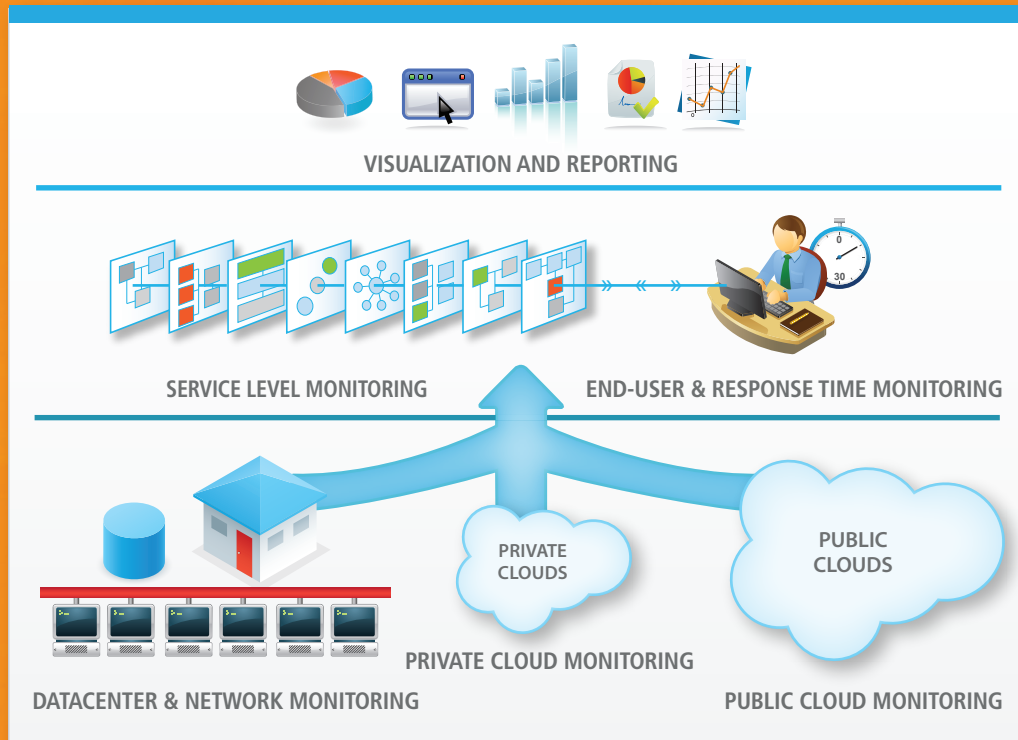 VISUALIZATION AND REPORTING
0
30
SERVICE LEVEL MONITORING
END-USER & RESPONSE TIME MONITORING
PRIVATE
CLOUDS
PUBLIC
CLOUDS
PRIVATE CLOUD MONITORING
DATACENTER & NETWORK MONITORING
PUBLIC CLOUD MONITORING